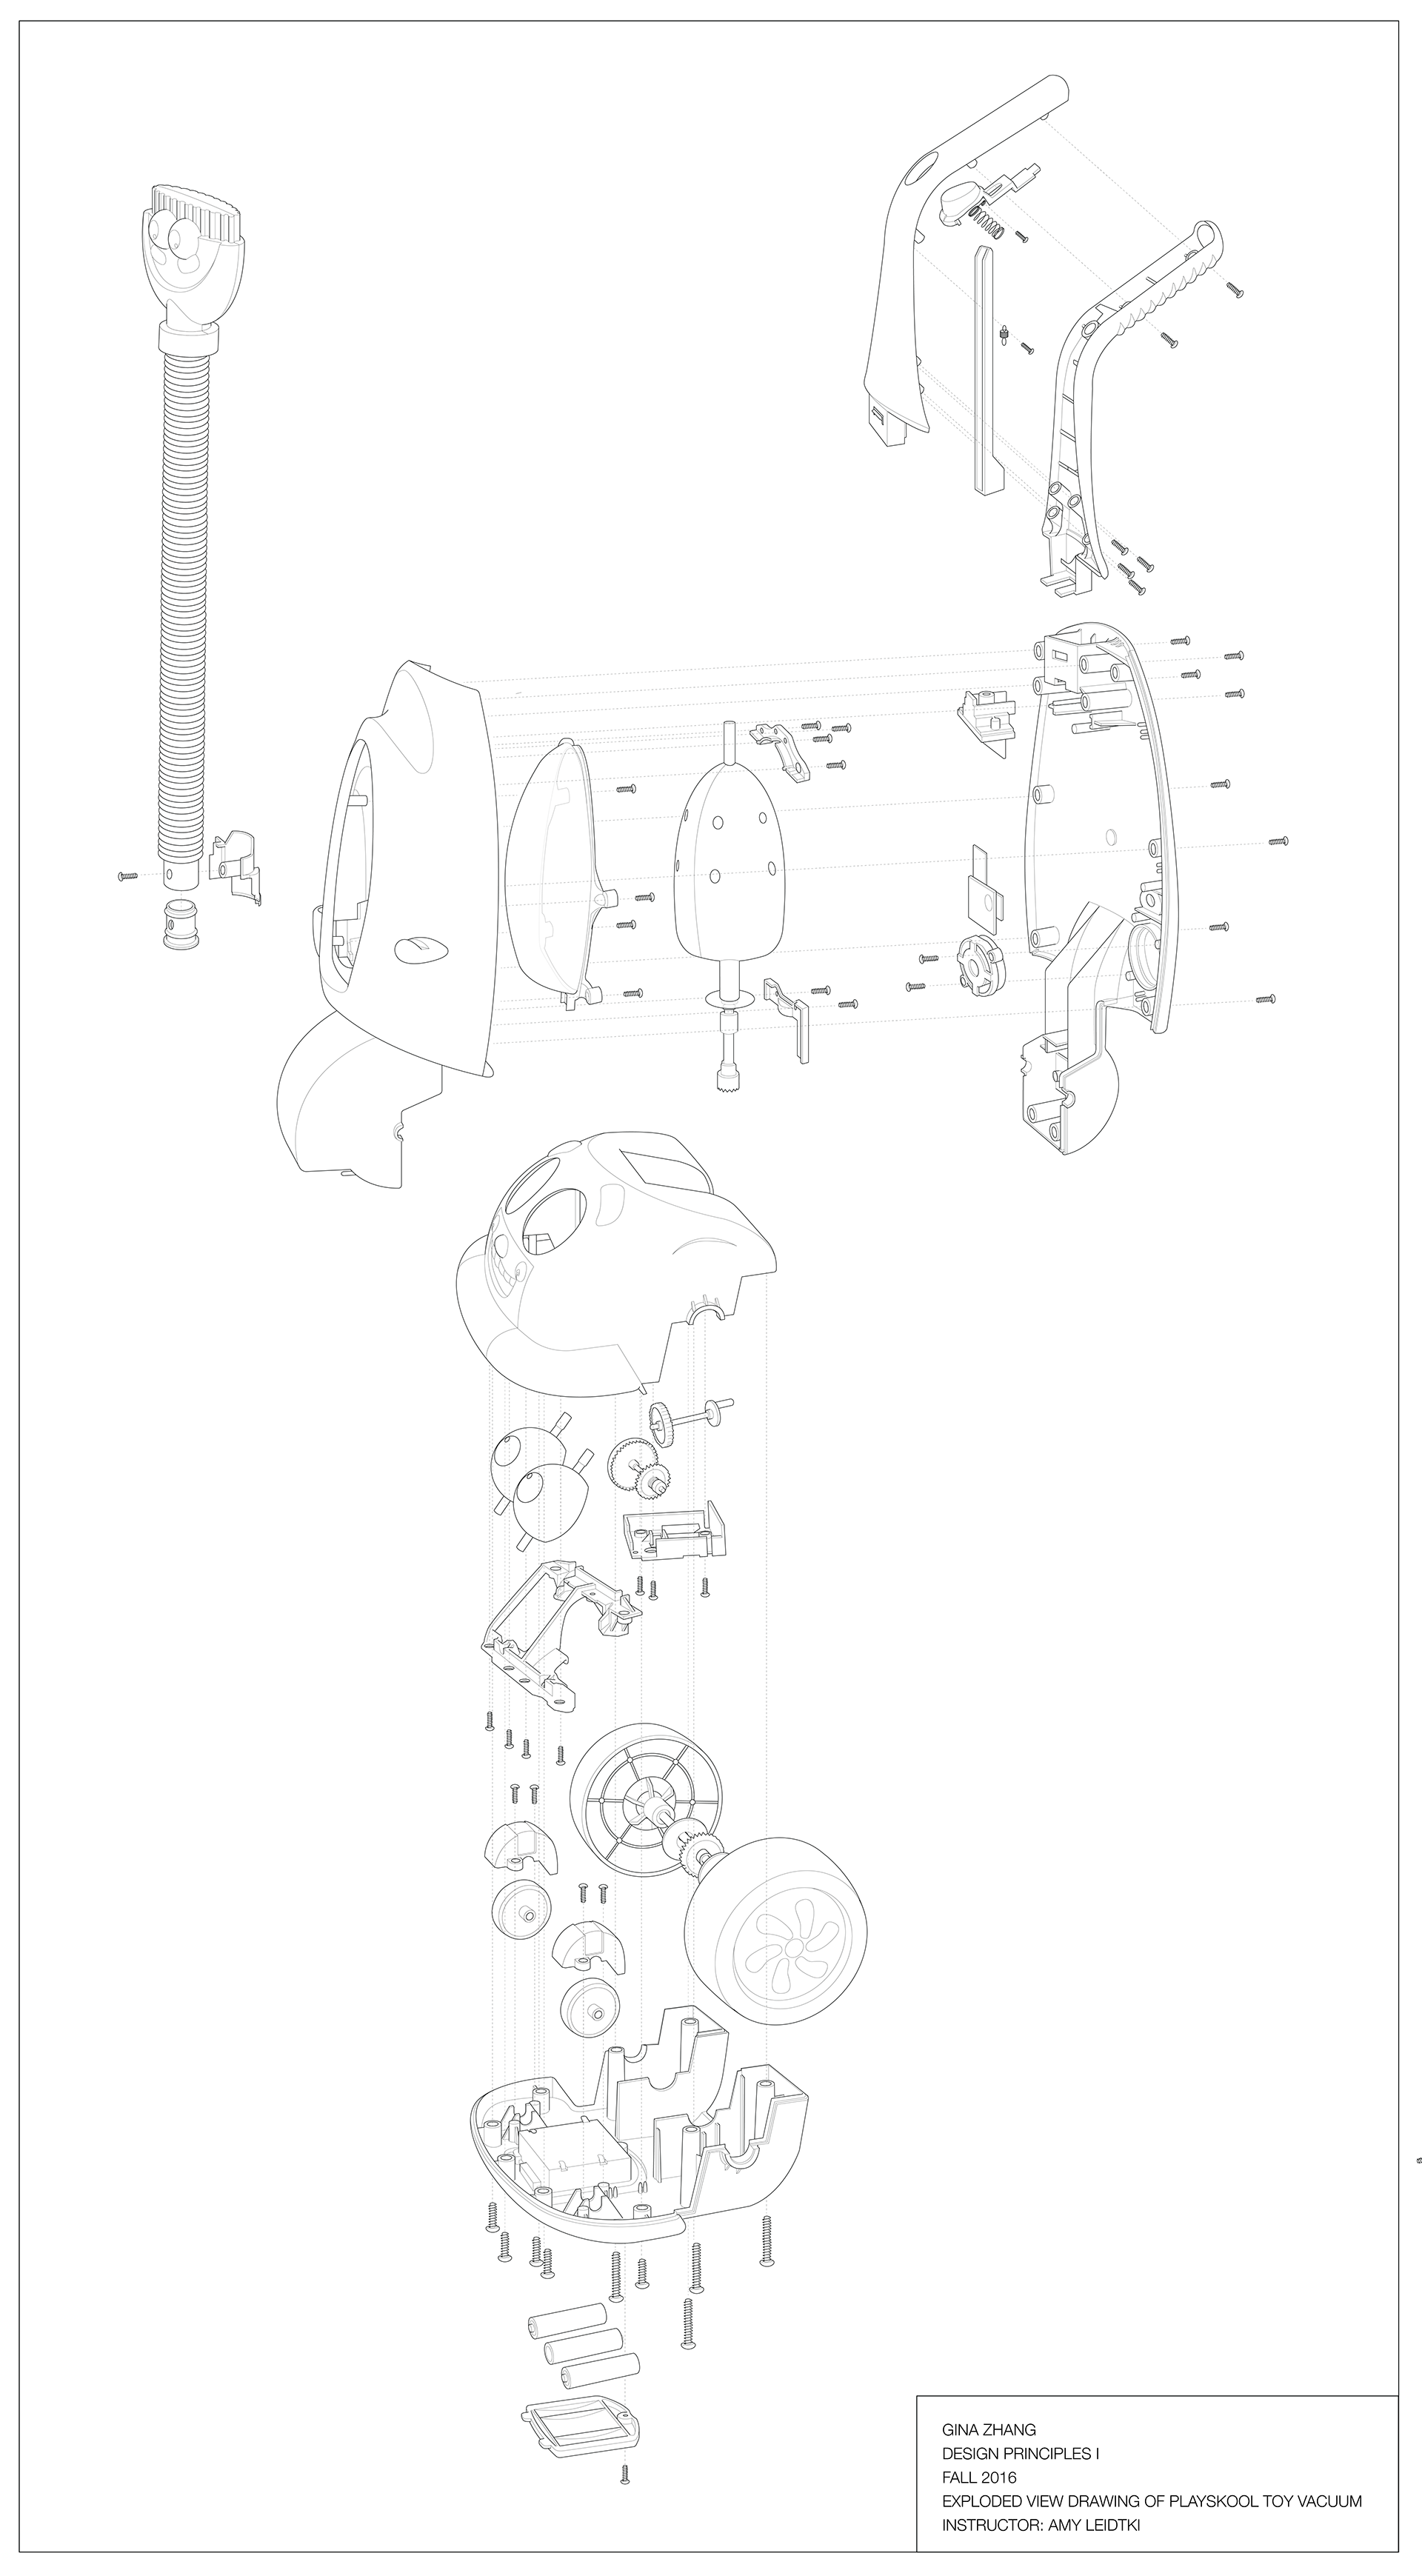 GINA ZHANG
DESIGN PRINCIPLES I
FALL 2016
EXPLODED VIEW DRAWING OF PLAYSKOOL TOY VACUUM
INSTRUCTOR: AMY LEIDTKI